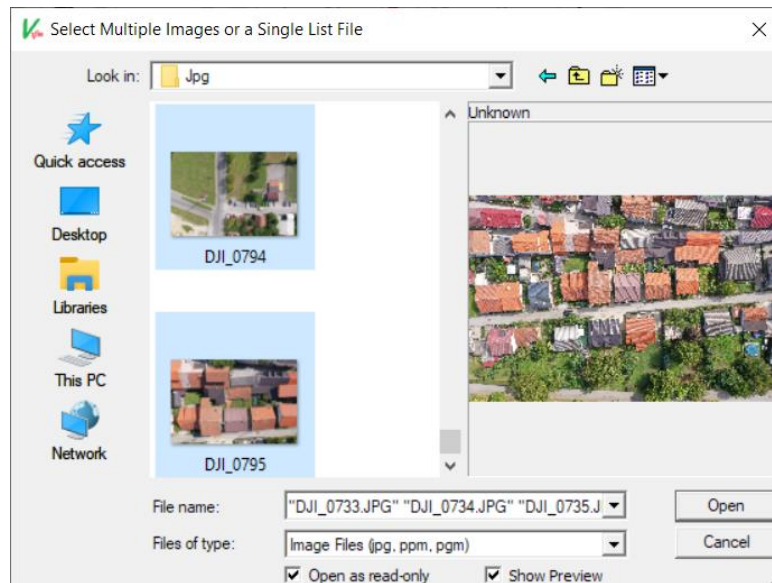 Select Multiple Images or a Single List File
Look in:
Jpg
Unknown
Quick access
Desktop
Libraries
This PC
Network
DJI_0794
DJI_0795
File name:
"DJI_0733.JPG" "DJI_0734.JPG" "DJI_0735.J
Open
Files of type:
Image Files (jpg, ppm, pgm)
Cancel
Open as read-only
Show Preview